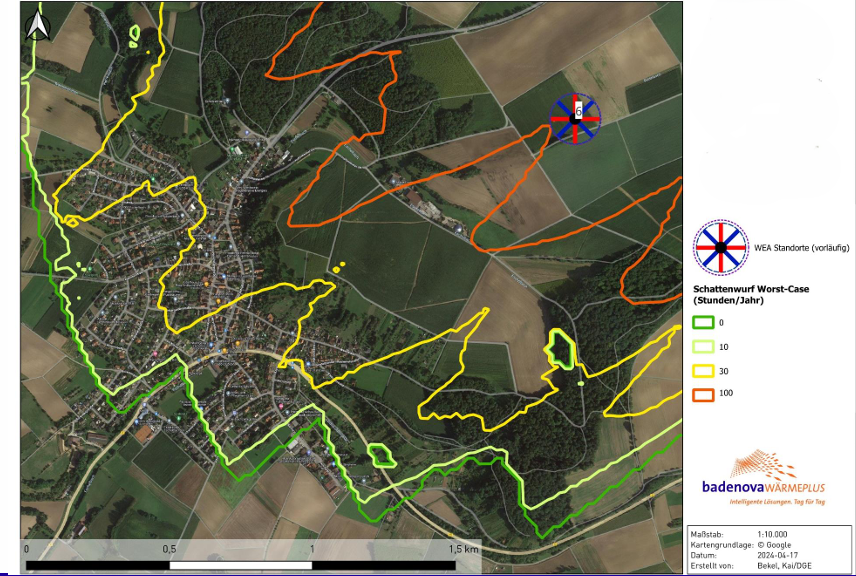 6
WEA Standorte (vorläufig)
Schattenwurf Worst-Case
(Stunden/Jahr)
0
10
30
100
badenovaWÄRMEPLUS
Intelligente Lösungen. Tag für Tag
0
0,5
1
1,5 km
Maßstab: 1:10.000
Kartengrundlage: © Google
Datum: 2024-04-17
Erstellt von: Bekel, Kai/DGE